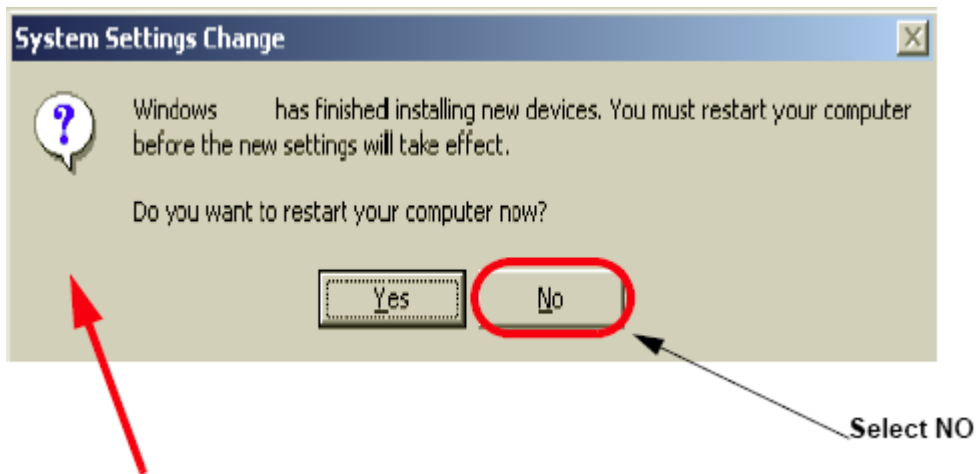 System Settings Change
Windows has finished installing new devices. You must restart your computer
before the new settings will take effect.
Do you want to restart your computer now?
Yes No
Select NO